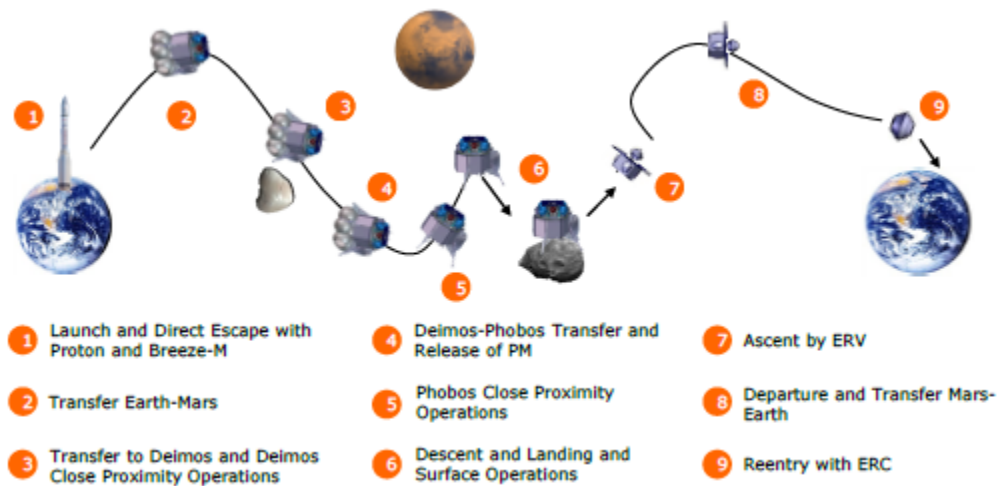 1
2
3
4
5
6
7
8
9
1 Launch and Direct Escape with
Proton and Breeze-M
2 Transfer Earth-Mars
3 Transfer to Deimos and Deimos
Close Proximity Operations
4 Deimos-Phobos Transfer and
Release of PM
5 Phobos Close Proximity
Operations
6 Descent and Landing and
Surface Operations
7 Ascent by ERV
8 Departure and Transfer Mars-
Earth
9 Reentry with ERC